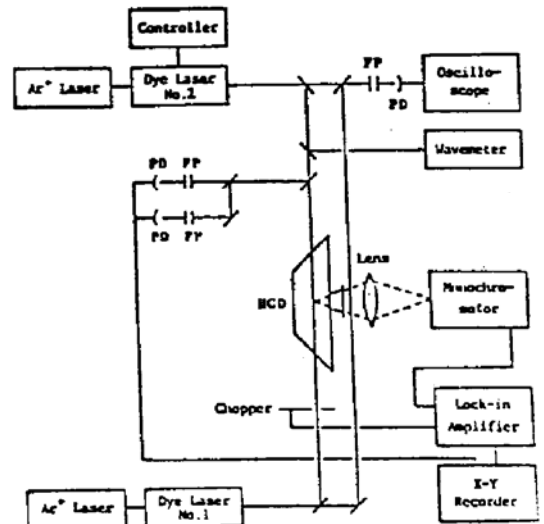 Controller
Ar+ Laser
Dye Laser
No.2
FP
PD
Oscillo-
scope
Wavemeter
PD FP
PD FP
Lens
HCD
Monochro-
mator
Chopper
Lock-in
Amplifier
X-Y
Recorder
Ar+ Laser
Dye Laser
No.1